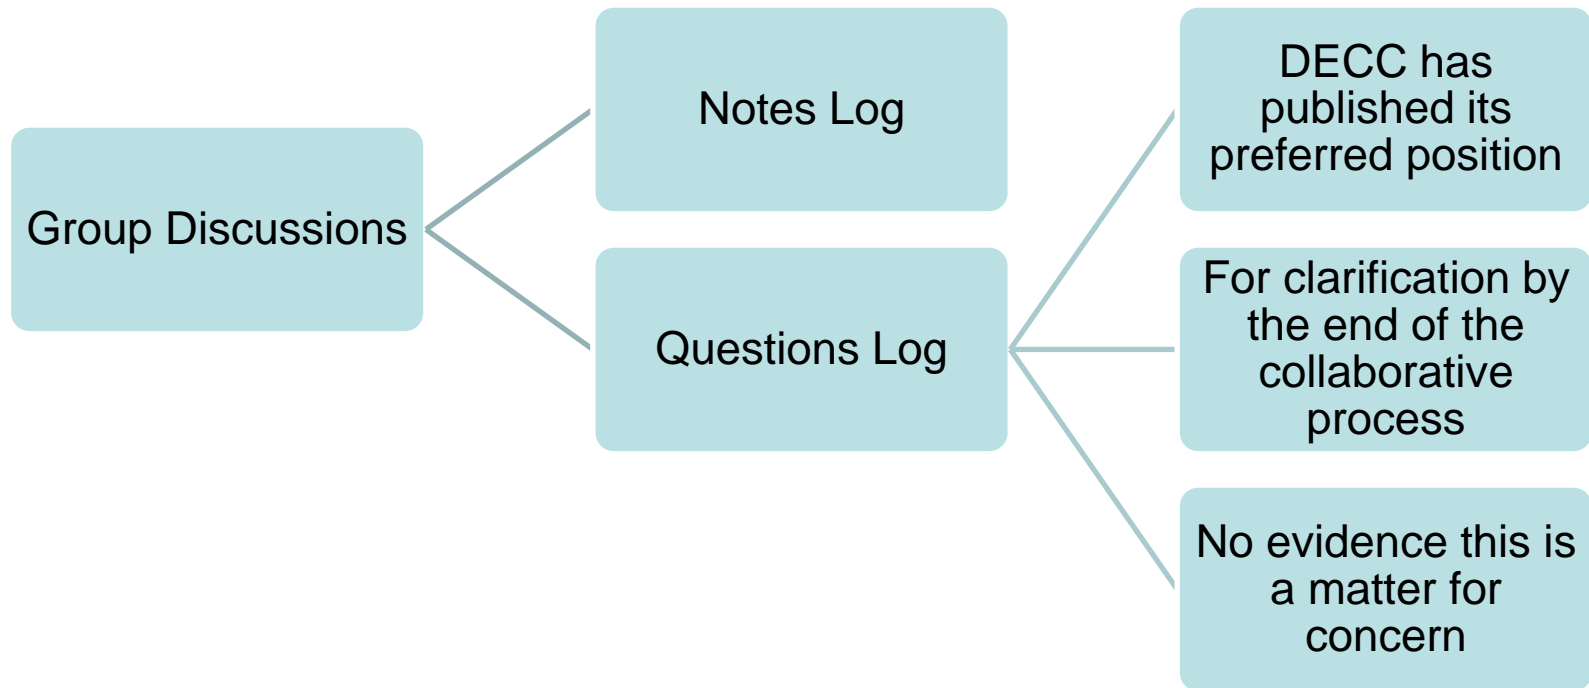 Group Discussions
Notes Log
Questions Log
DECC has
published its
preferred position
For clarification by
the end of the
collaborative
process
No evidence this is
a matter for
concern